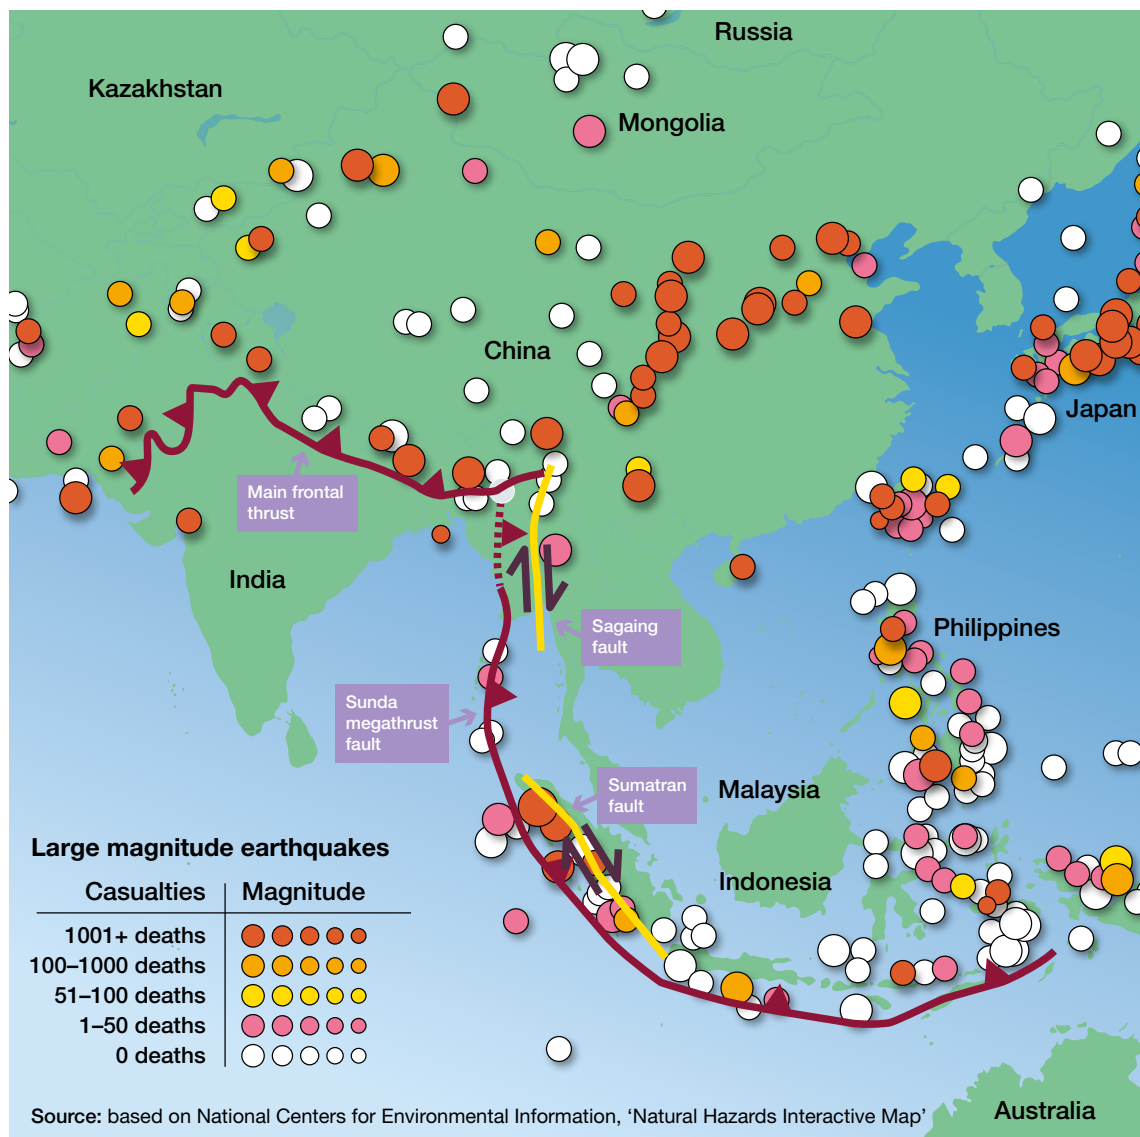 Russia
Kazakhstan
Mongolia
China
Japan
Main frontal
thrust
India
Sagaing
fault
Philippines
Sunda
megathrust
fault
Sumatran
fault
Malaysia
Indonesia
Large magnitude earthquakes
Casualties Magnitude
1001+ deaths
100–1000 deaths
51–100 deaths
1–50 deaths
0 deaths
Source: based on National Centers for Environmental Information, ‘Natural Hazards Interactive Map’
Australia